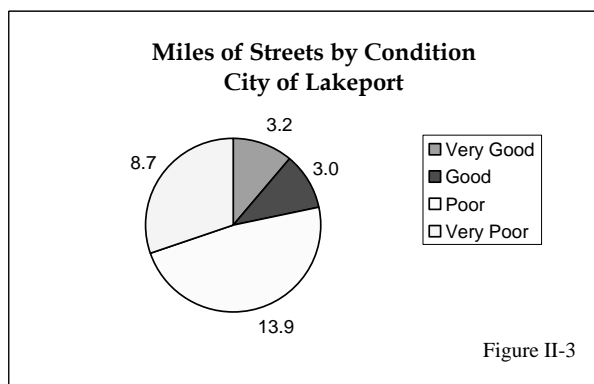 Miles of Streets by Condition
City of Lakeport
3.2
8.7
3.0
Very Good
Good
Poor
Very Poor
13.9
Figure II-3